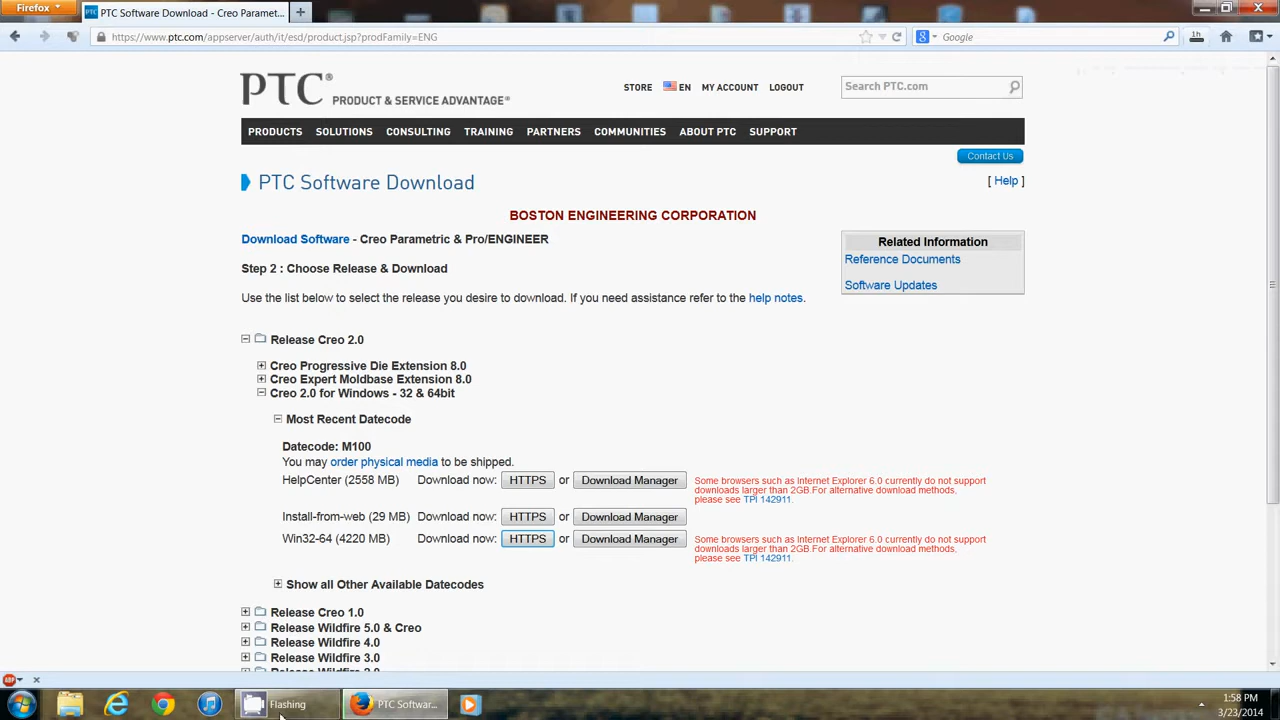 Firefox
PTC Software Download - Creo Paramet...
https://www.ptc.com/appserver/auth/it/esd/product.jsp?prodFamily=ENG
Google
1h
PTC® PRODUCT & SERVICE ADVANTAGE®
STORE EN MY ACCOUNT LOGOUT
Search PTC.com
PRODUCTS SOLUTIONS CONSULTING TRAINING PARTNERS COMMUNITIES ABOUT PTC SUPPORT
Contact Us
PTC Software Download
[ Help ]
BOSTON ENGINEERING CORPORATION
Download Software - Creo Parametric & Pro/ENGINEER
Related Information
Reference Documents
Software Updates
Step 2 : Choose Release & Download
Use the list below to select the release you desire to download. If you need assistance refer to the help notes.
Release Creo 2.0
Creo Progressive Die Extension 8.0
Creo Expert Moldbase Extension 8.0
Creo 2.0 for Windows - 32 & 64bit
Most Recent Datecode
Datecode: M100
You may order physical media to be shipped.
HelpCenter (2558 MB) Download now: HTTPS or Download Manager
Some browsers such as Internet Explorer 6.0 currently do not support
downloads larger than 2GB.For alternative download methods,
please see TPI 142911.
Install-from-web (29 MB) Download now: HTTPS or Download Manager
Win32-64 (4220 MB) Download now: HTTPS or Download Manager
Some browsers such as Internet Explorer 6.0 currently do not support
downloads larger than 2GB.For alternative download methods,
please see TPI 142911.
Show all Other Available Datecodes
Release Creo 1.0
Release Wildfire 5.0 & Creo
Release Wildfire 4.0
Release Wildfire 3.0
Release Wildfire 2.0
ABP
Flashing
PTC Softwar...
1:58 PM
3/23/2014